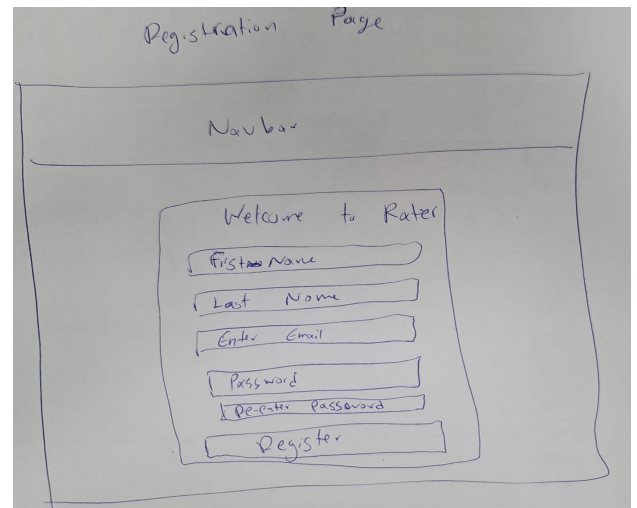 Registration Page
Navbar
Welcome to Rater
First Name
Last Name
Enter Email
Password
Re-enter Password
Register